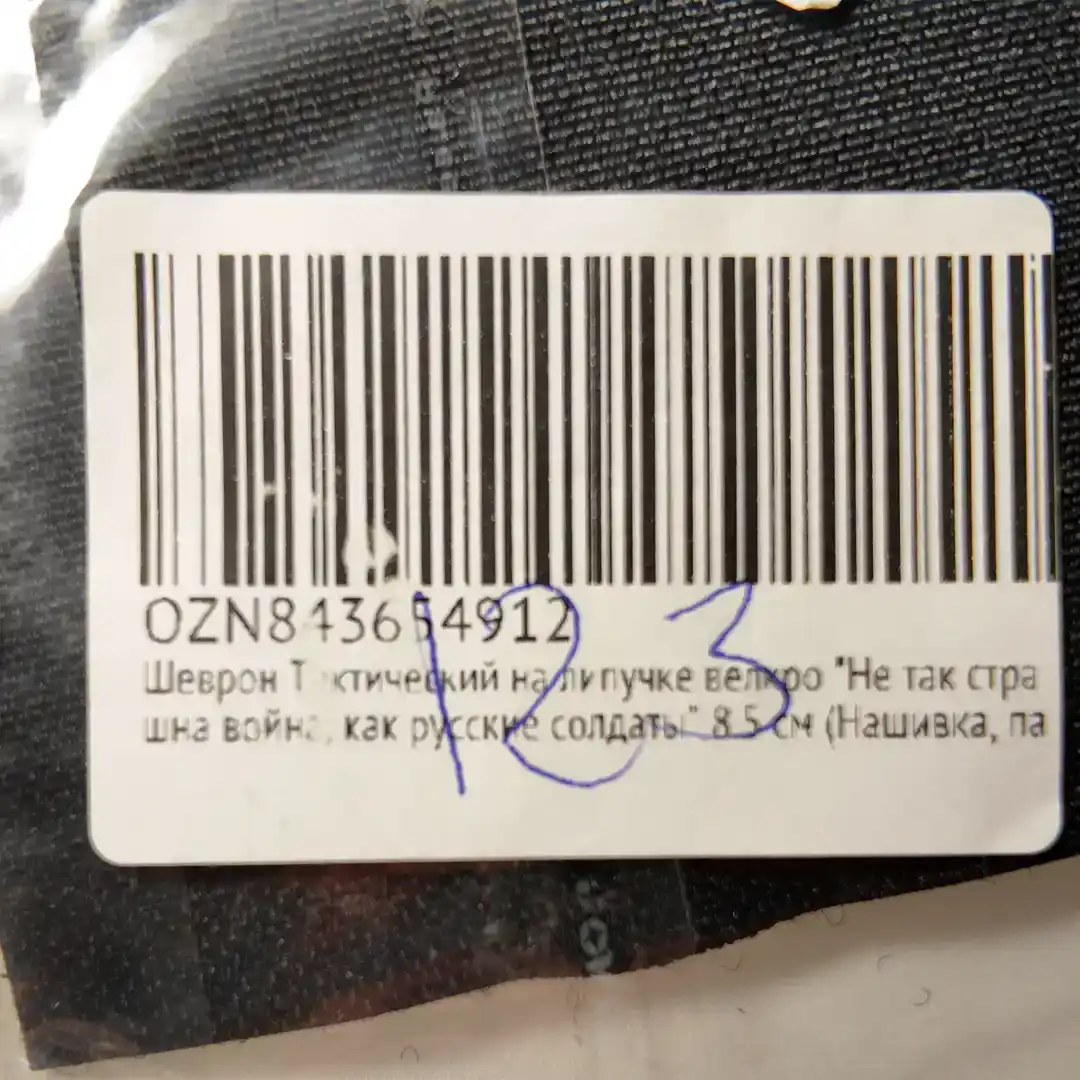 OZN843654912
Шеврон Тактический на липучке велкро "Не так стра
шна война, как русские солдаты" 8.5 см (Нашивка, па
123